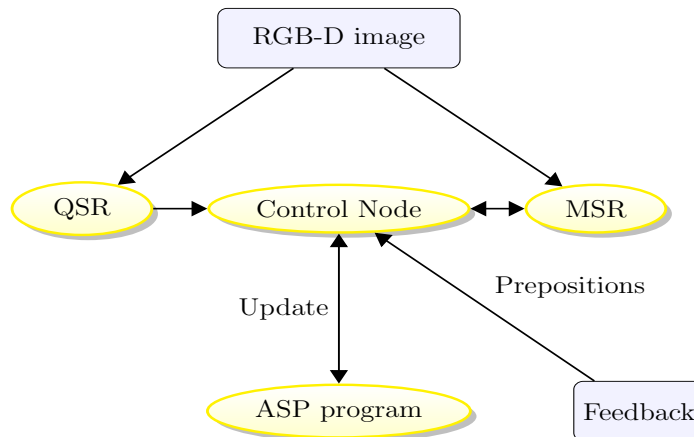 RGB-D image
QSR
Control Node
MSR
Prepositions
Update
ASP program
Feedback